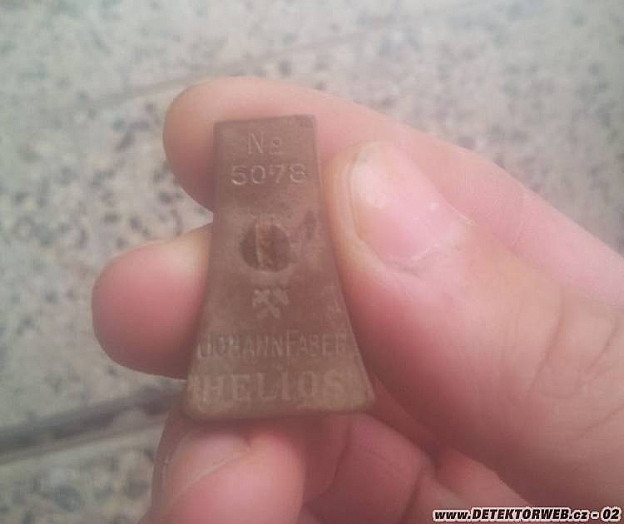 No
5078
JOHANN FABER
HELIOS
www.DETEKTORWEB.cz - 02